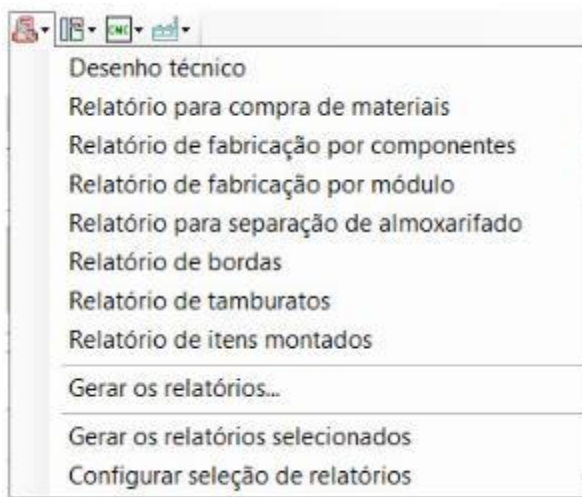 CNC
Desenho técnico
Relatório para compra de materiais
Relatório de fabricação por componentes
Relatório de fabricação por módulo
Relatório para separação de almoxarifado
Relatório de bordas
Relatório de tamburatos
Relatório de itens montados
Gerar os relatórios...
Gerar os relatórios selecionados
Configurar seleção de relatórios